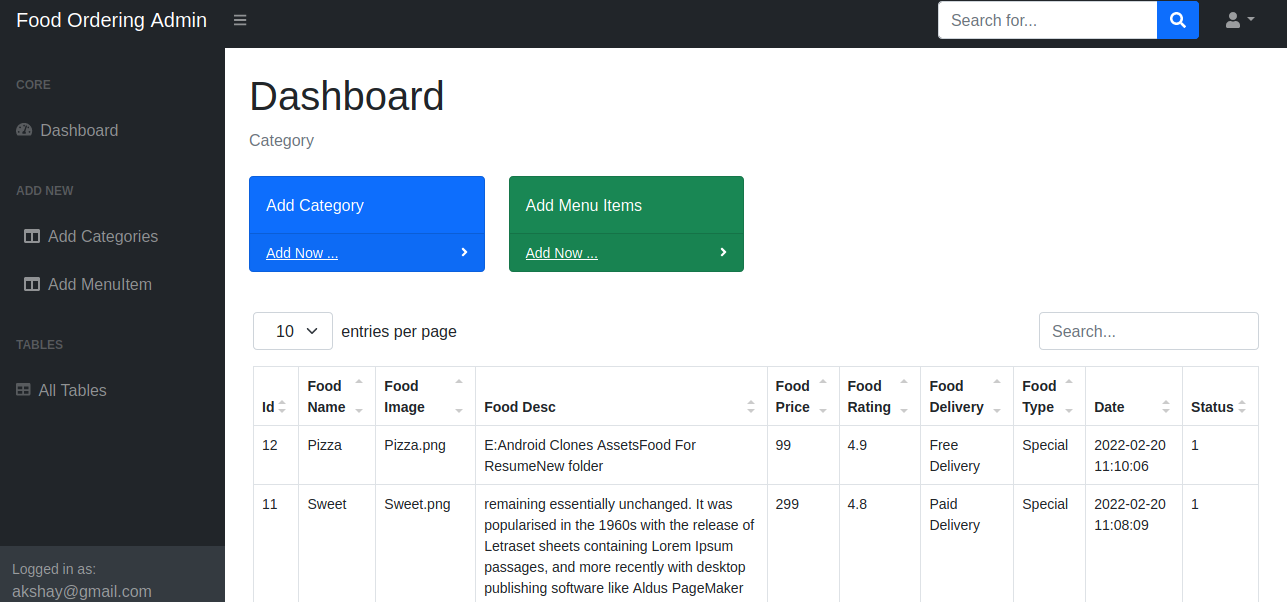 Food Ordering Admin
Search for...
CORE
Dashboard
ADD NEW
Add Categories
Add MenuItem
TABLES
All Tables
Logged in as:
akshay@gmail.com
Dashboard
Category
Add Category
Add Now ...
Add Menu Items
Add Now ...
10 entries per page
Search...
Id Food Name Food Image Food Desc Food Price Food Rating Food Delivery Food Type Date Status
12 Pizza Pizza.png E:Android Clones AssetsFood For 99 4.9 Free Special 2022-02-20 1
ResumeNew folder Delivery 11:10:06
11 Sweet Sweet.png remaining essentially unchanged. It was 299 4.8 Paid Special 2022-02-20 1
popularised in the 1960s with the release of Delivery 11:08:09
Letraset sheets containing Lorem Ipsum
passages, and more recently with desktop
publishing software like Aldus PageMaker